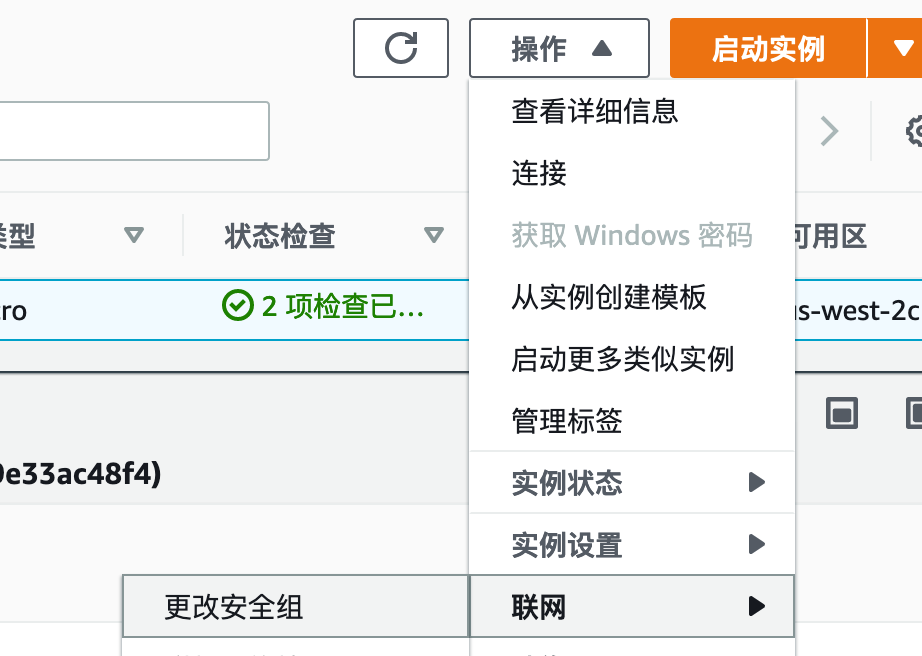 操作
启动实例
查看详细信息
连接
获取 Windows 密码
型
状态检查
可用区
从实例创建模板
ro
2 项检查已...
s-west-2c
启动更多类似实例
管理标签
e33ac48f4)
实例状态
实例设置
更改安全组
联网